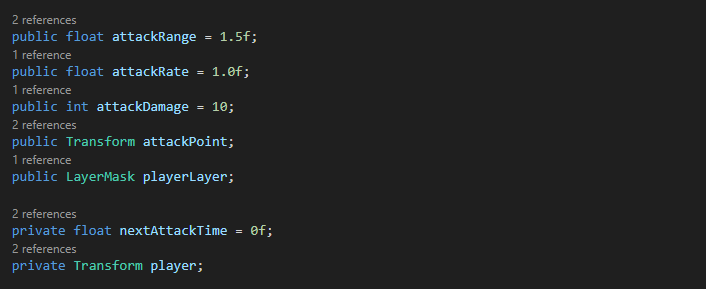 2 references
public float attackRange = 1.5f;
1 reference
public float attackRate = 1.0f;
1 reference
public int attackDamage = 10;
2 references
public Transform attackPoint;
1 reference
public LayerMask playerLayer;
2 references
private float nextAttackTime = 0f;
2 references
private Transform player;